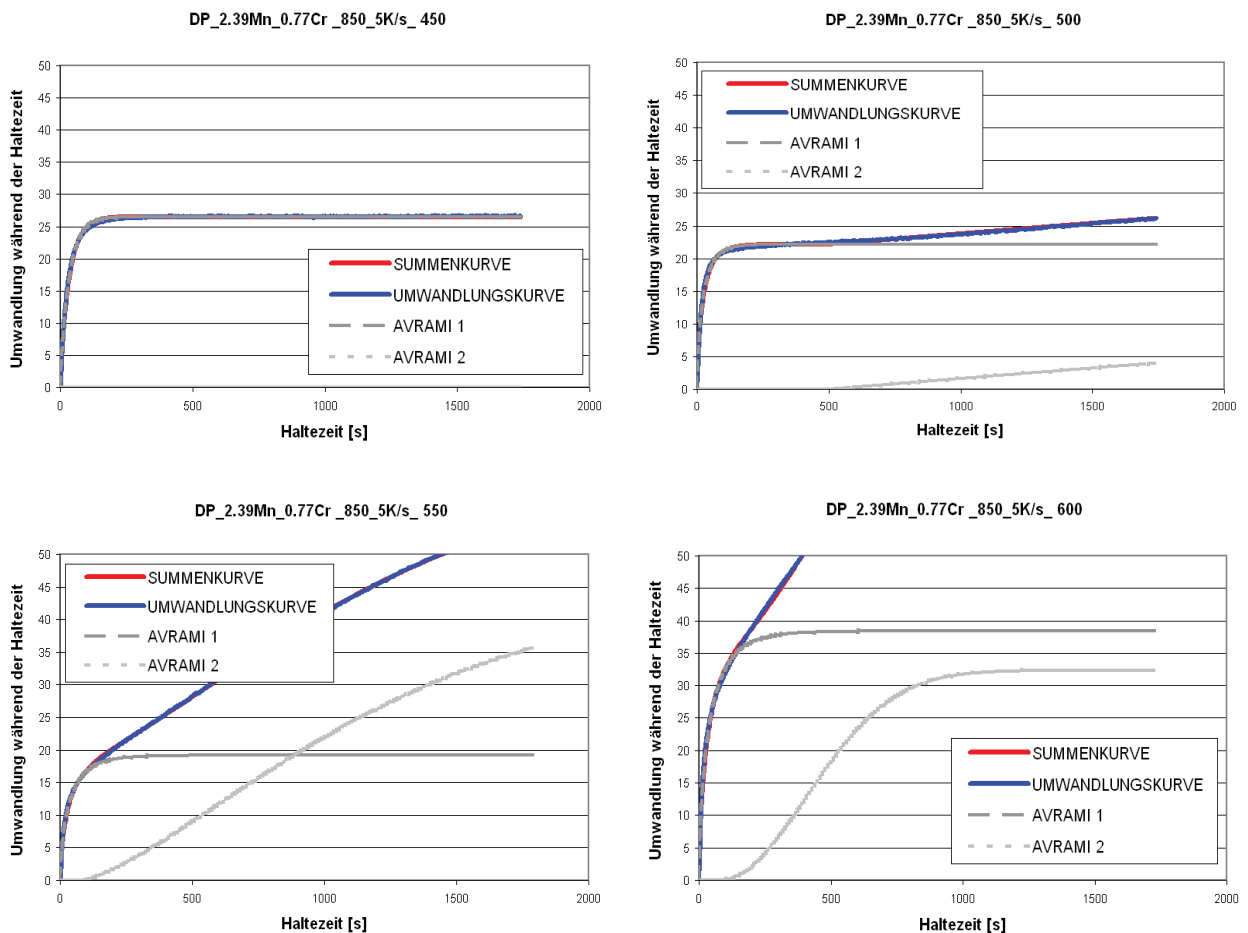 DP_2.39Mn_0.77Cr _850_5K/s_ 450
Umwandlung während der Haltezeit
50
45
40
35
30
25
20
15
10
5
0
SUMMENKURVE
UMWANDLUNGSKURVE
AVRAMI 1
AVRAMI 2
0 500 1000 1500 2000
Haltezeit [s]
DP_2.39Mn_0.77Cr _850_5K/s_ 500
Umwandlung während der Haltezeit
50
45
40
35
30
25
20
15
10
5
0
SUMMENKURVE
UMWANDLUNGSKURVE
AVRAMI 1
AVRAMI 2
0 500 1000 1500 2000
Haltezeit [s]
DP_2.39Mn_0.77Cr _850_5K/s_ 550
Umwandlung während der Haltezeit
50
45
40
35
30
25
20
15
10
5
0
SUMMENKURVE
UMWANDLUNGSKURVE
AVRAMI 1
AVRAMI 2
0 500 1000 1500 2000
Haltezeit [s]
DP_2.39Mn_0.77Cr _850_5K/s_ 600
Umwandlung während der Haltezeit
50
45
40
35
30
25
20
15
10
5
0
SUMMENKURVE
UMWANDLUNGSKURVE
AVRAMI 1
AVRAMI 2
0 500 1000 1500 2000
Haltezeit [s]